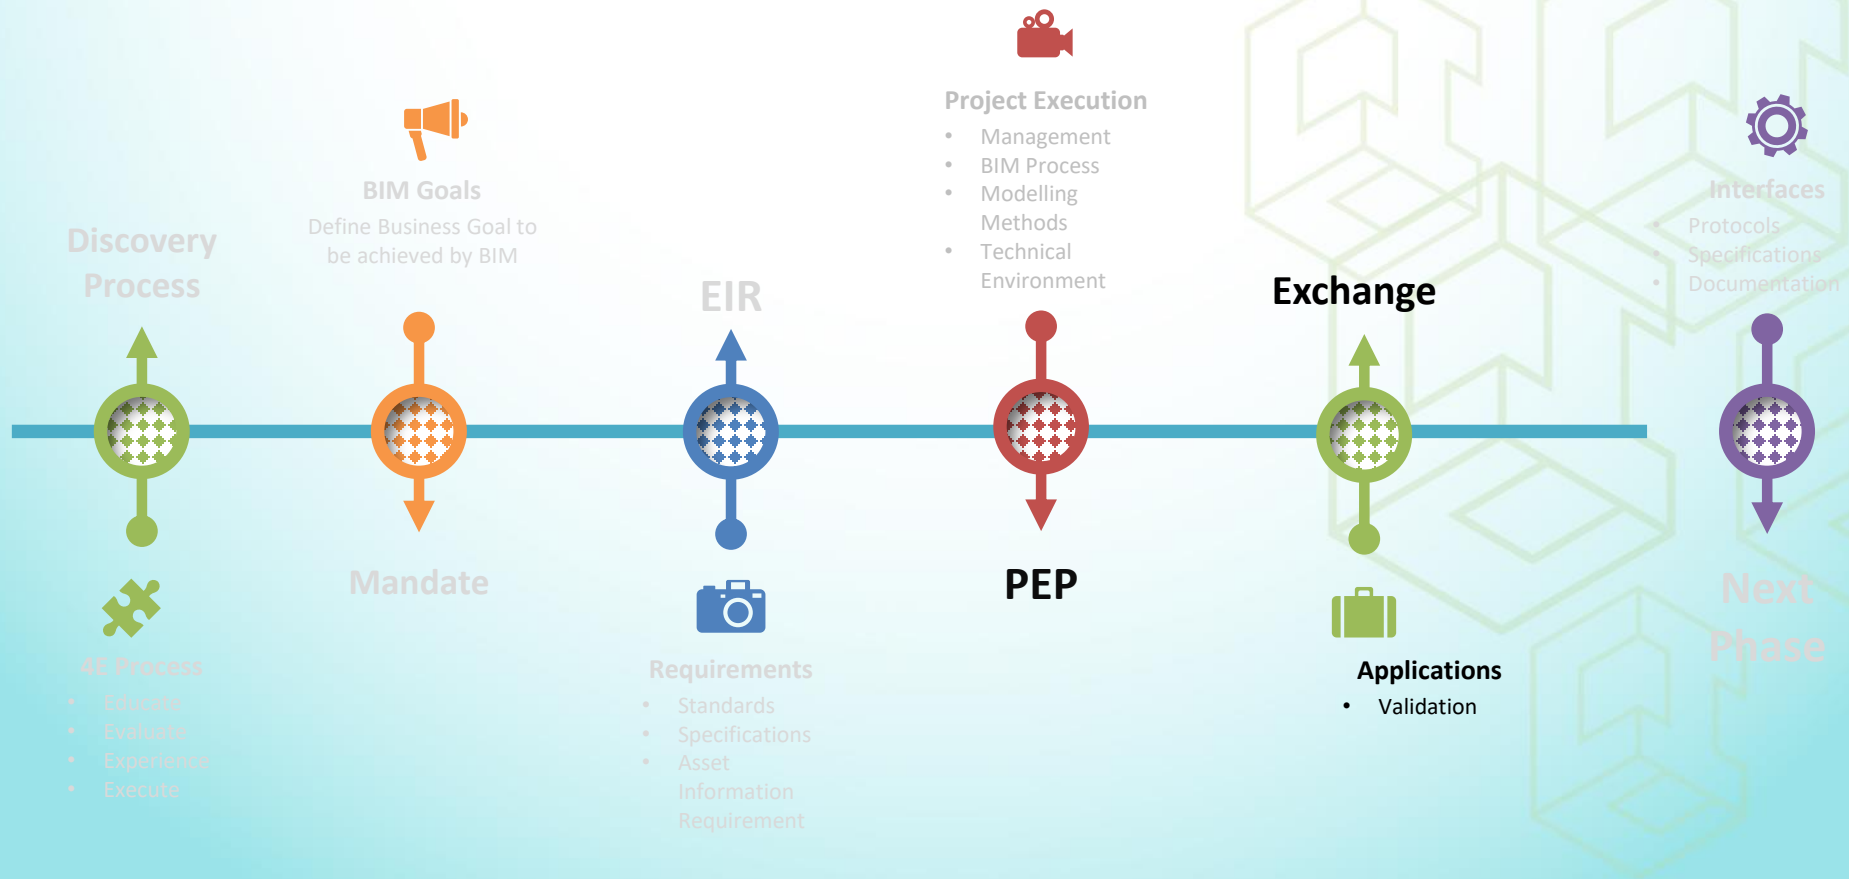 Discovery
Process
4E Process
• Educate
• Evaluate
• Experience
• Execute
BIM Goals
Define Business Goal to
be achieved by BIM
Mandate
EIR
Requirements
• Standards
• Specifications
• Asset
Information
Requirement
Project Execution
• Management
• BIM Process
• Modelling
Methods
• Technical
Environment
PEP
Exchange
Applications
• Validation
Interfaces
• Protocols
• Specifications
• Documentation
Next
Phase